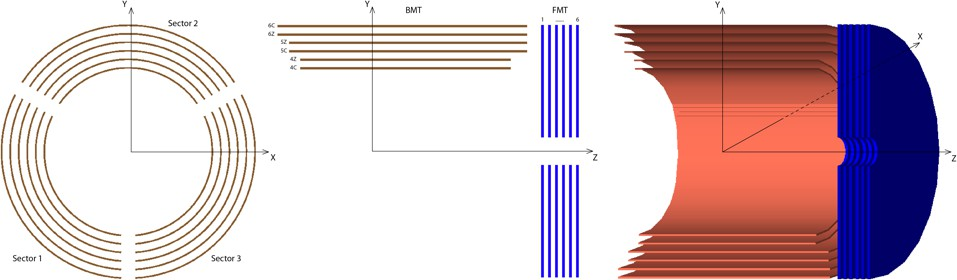 Y
Sector 2
X
Sector 1
Sector 3
Y
BMT
FMT
6C
6Z
5Z
5C
4Z
4C
1 — 6
Z
Y
X
Z